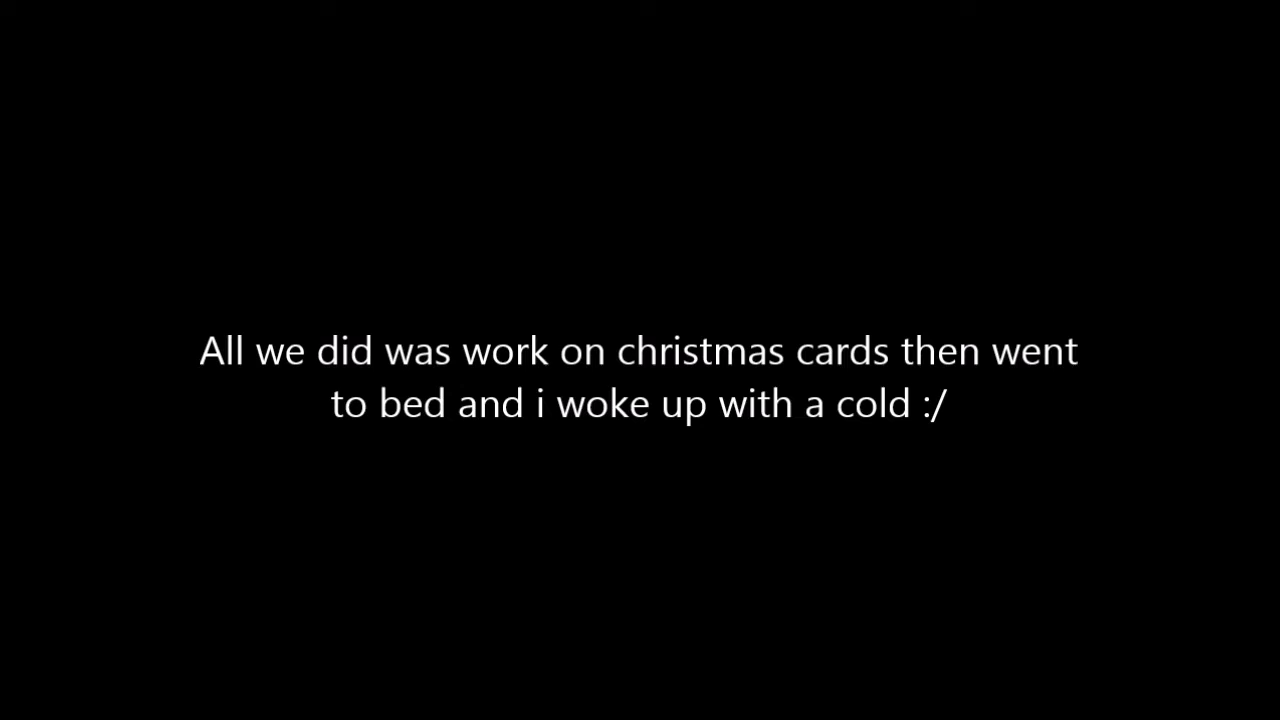 All we did was work on christmas cards then went
to bed and i woke up with a cold :/